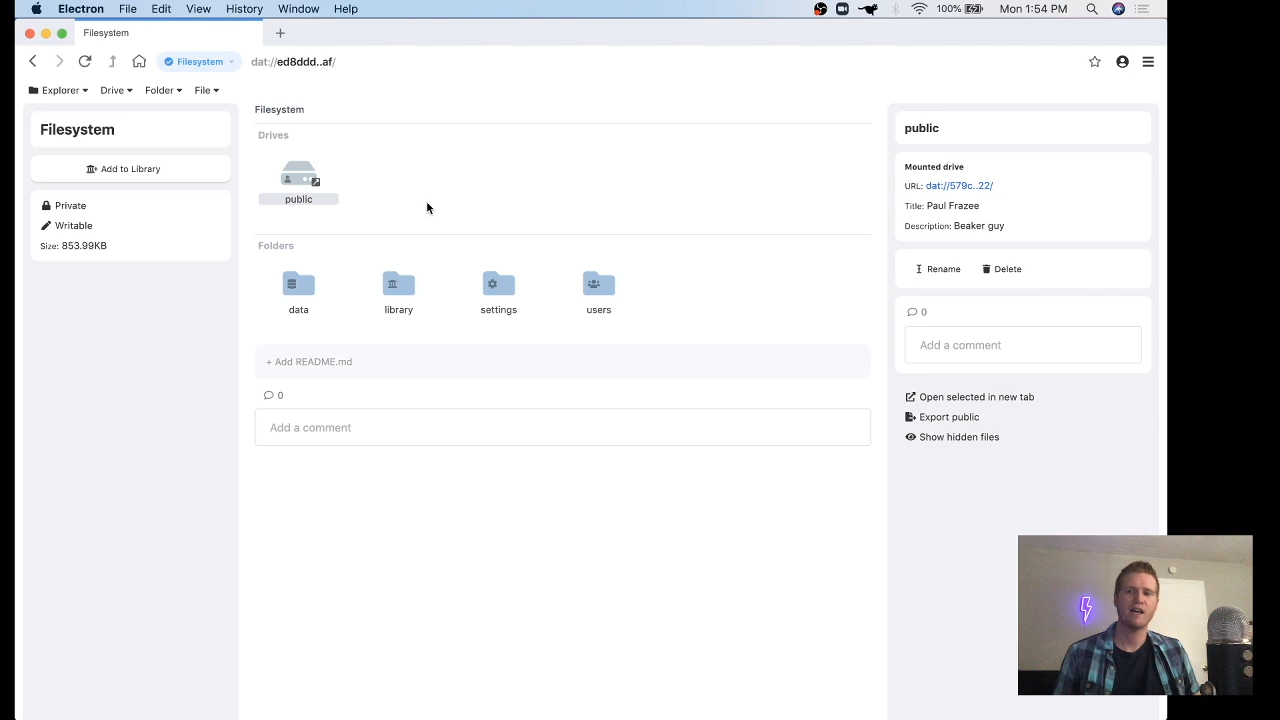 Electron File Edit View History Window Help 100% Mon 1:54 PM
Filesystem
Filesystem dat://ed8ddd..af/
Explorer Drive Folder File
Filesystem
Add to Library
Private
Writable
Size: 853.99KB
Filesystem
Drives
public
Folders
data library settings users
+ Add README.md
0
Add a comment
public
Mounted drive
URL: dat://579c..22/
Title: Paul Frazee
Description: Beaker guy
Rename Delete
0
Add a comment
Open selected in new tab
Export public
Show hidden files